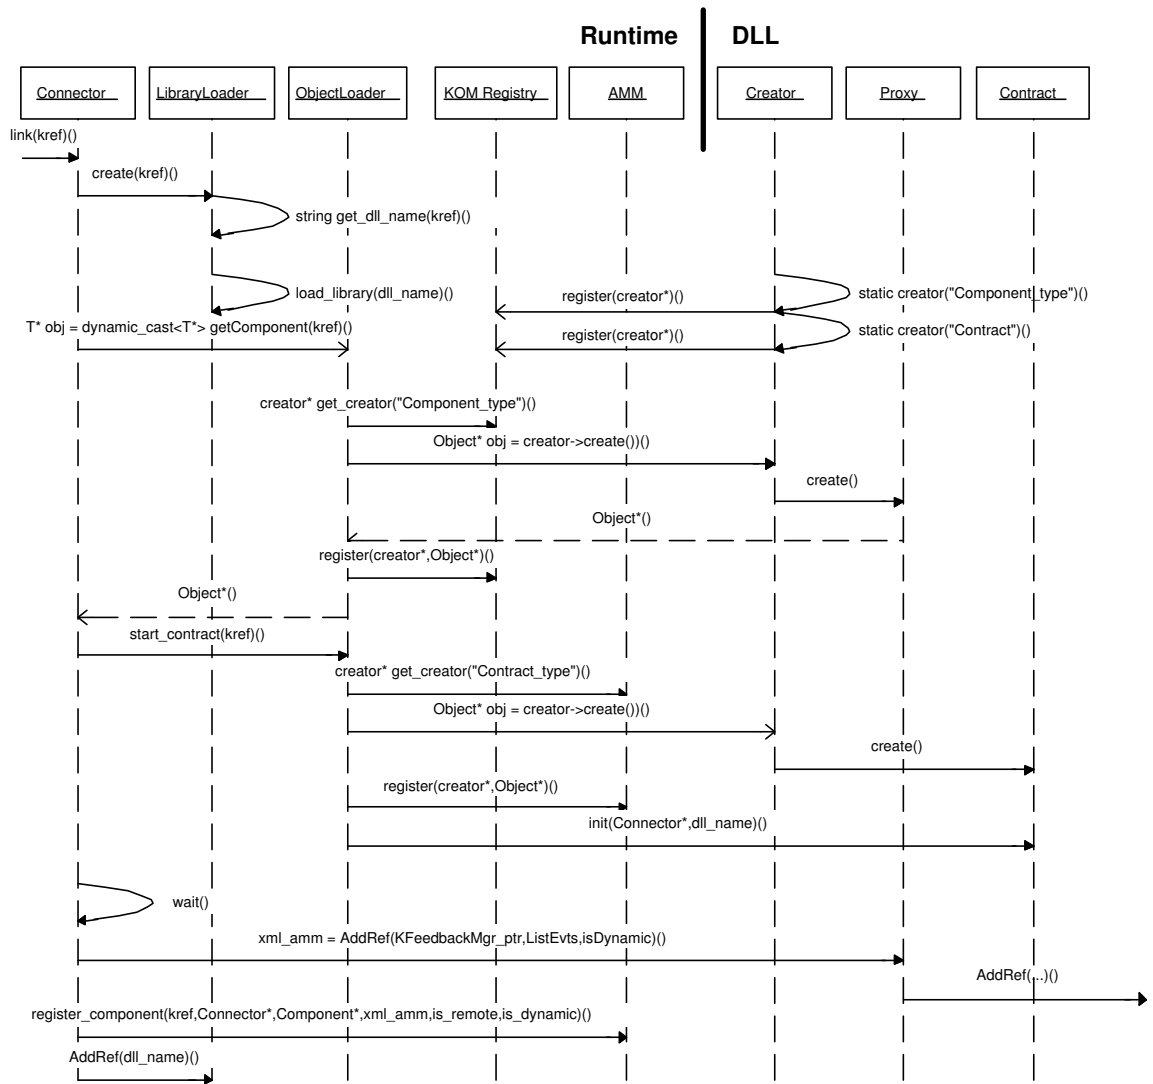 Runtime DLL
Connector LibraryLoader ObjectLoader KOM Registry AMM Creator Proxy Contract
link(kref)()
create(kref)()
string get_dll_name(kref)()
load_library(dll_name)()
register(creator*)()
static creator("Component_type")()
T* obj = dynamic_cast<T*> getComponent(kref)()
register(creator*)()
static creator("Contract")()
creator* get_creator("Component_type")()
Object* obj = creator->create())()
create()
Object*()
register(creator*,Object*)()
Object*()
start_contract(kref)()
creator* get_creator("Contract_type")()
Object* obj = creator->create())()
create()
register(creator*,Object*)()
init(Connector*,dll_name)()
wait()
xml_amm = AddRef(KFeedbackMgr_ptr,ListEvts,isDynamic)()
AddRef(...)()
register_component(kref,Connector*,Component*,xml_amm,is_remote,is_dynamic)()
AddRef(dll_name)()